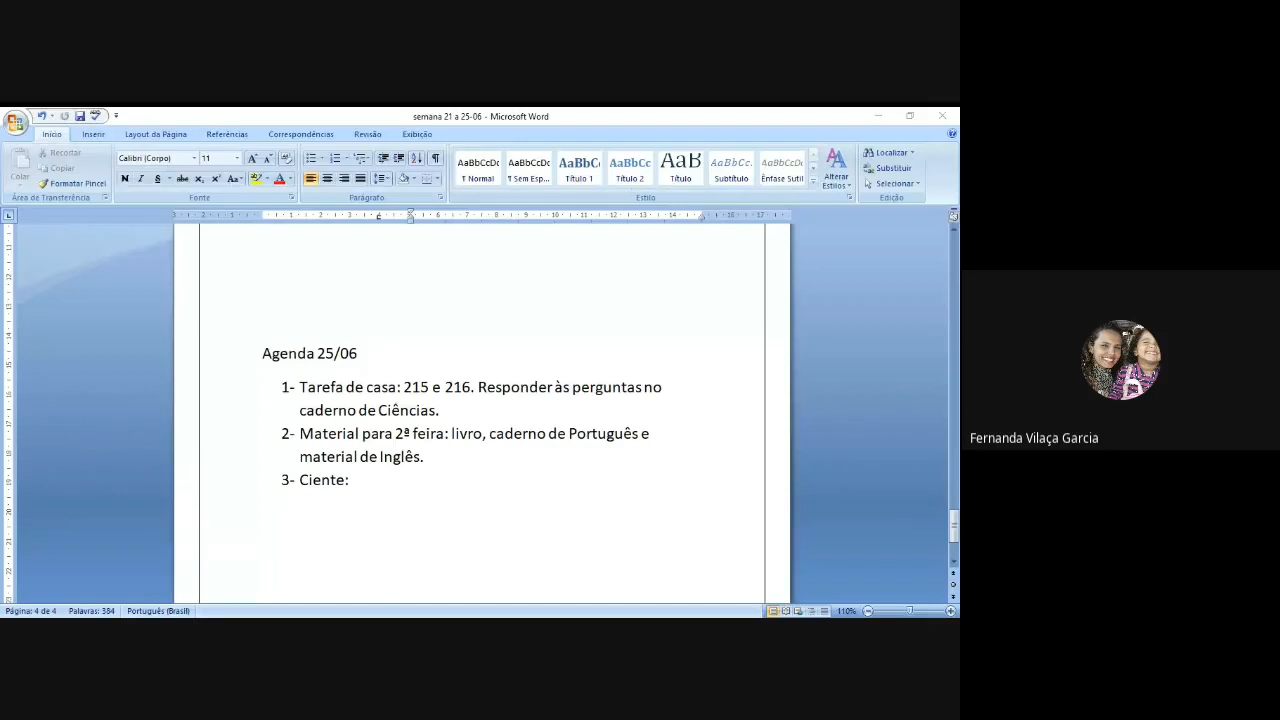 semana 21 a 25-06 - Microsoft Word
Início Inserir Layout da Página Referências Correspondências Revisão Exibição
Colar
Recortar
Copiar
Formatar Pincel
Área de Transferência
Calibri (Corpo) 11
Fonte
Parágrafo
AaBbCcDc AaBbCcDc AaBbC AaBbCc AaB AaBbCc. AaBbCcDc
¶ Normal ¶ Sem Esp... Título 1 Título 2 Título Subtítulo Ênfase Sutil
Alterar Estilos
Estilo
Localizar
Substituir
Selecionar
Edição
Agenda 25/06
1- Tarefa de casa: 215 e 216. Responder às perguntas no
caderno de Ciências.
2- Material para 2ª feira: livro, caderno de Português e
material de Inglês.
3- Ciente:
Fernanda Vilaça Garcia
Página: 4 de 4 Palavras: 384 Português (Brasil) 110%